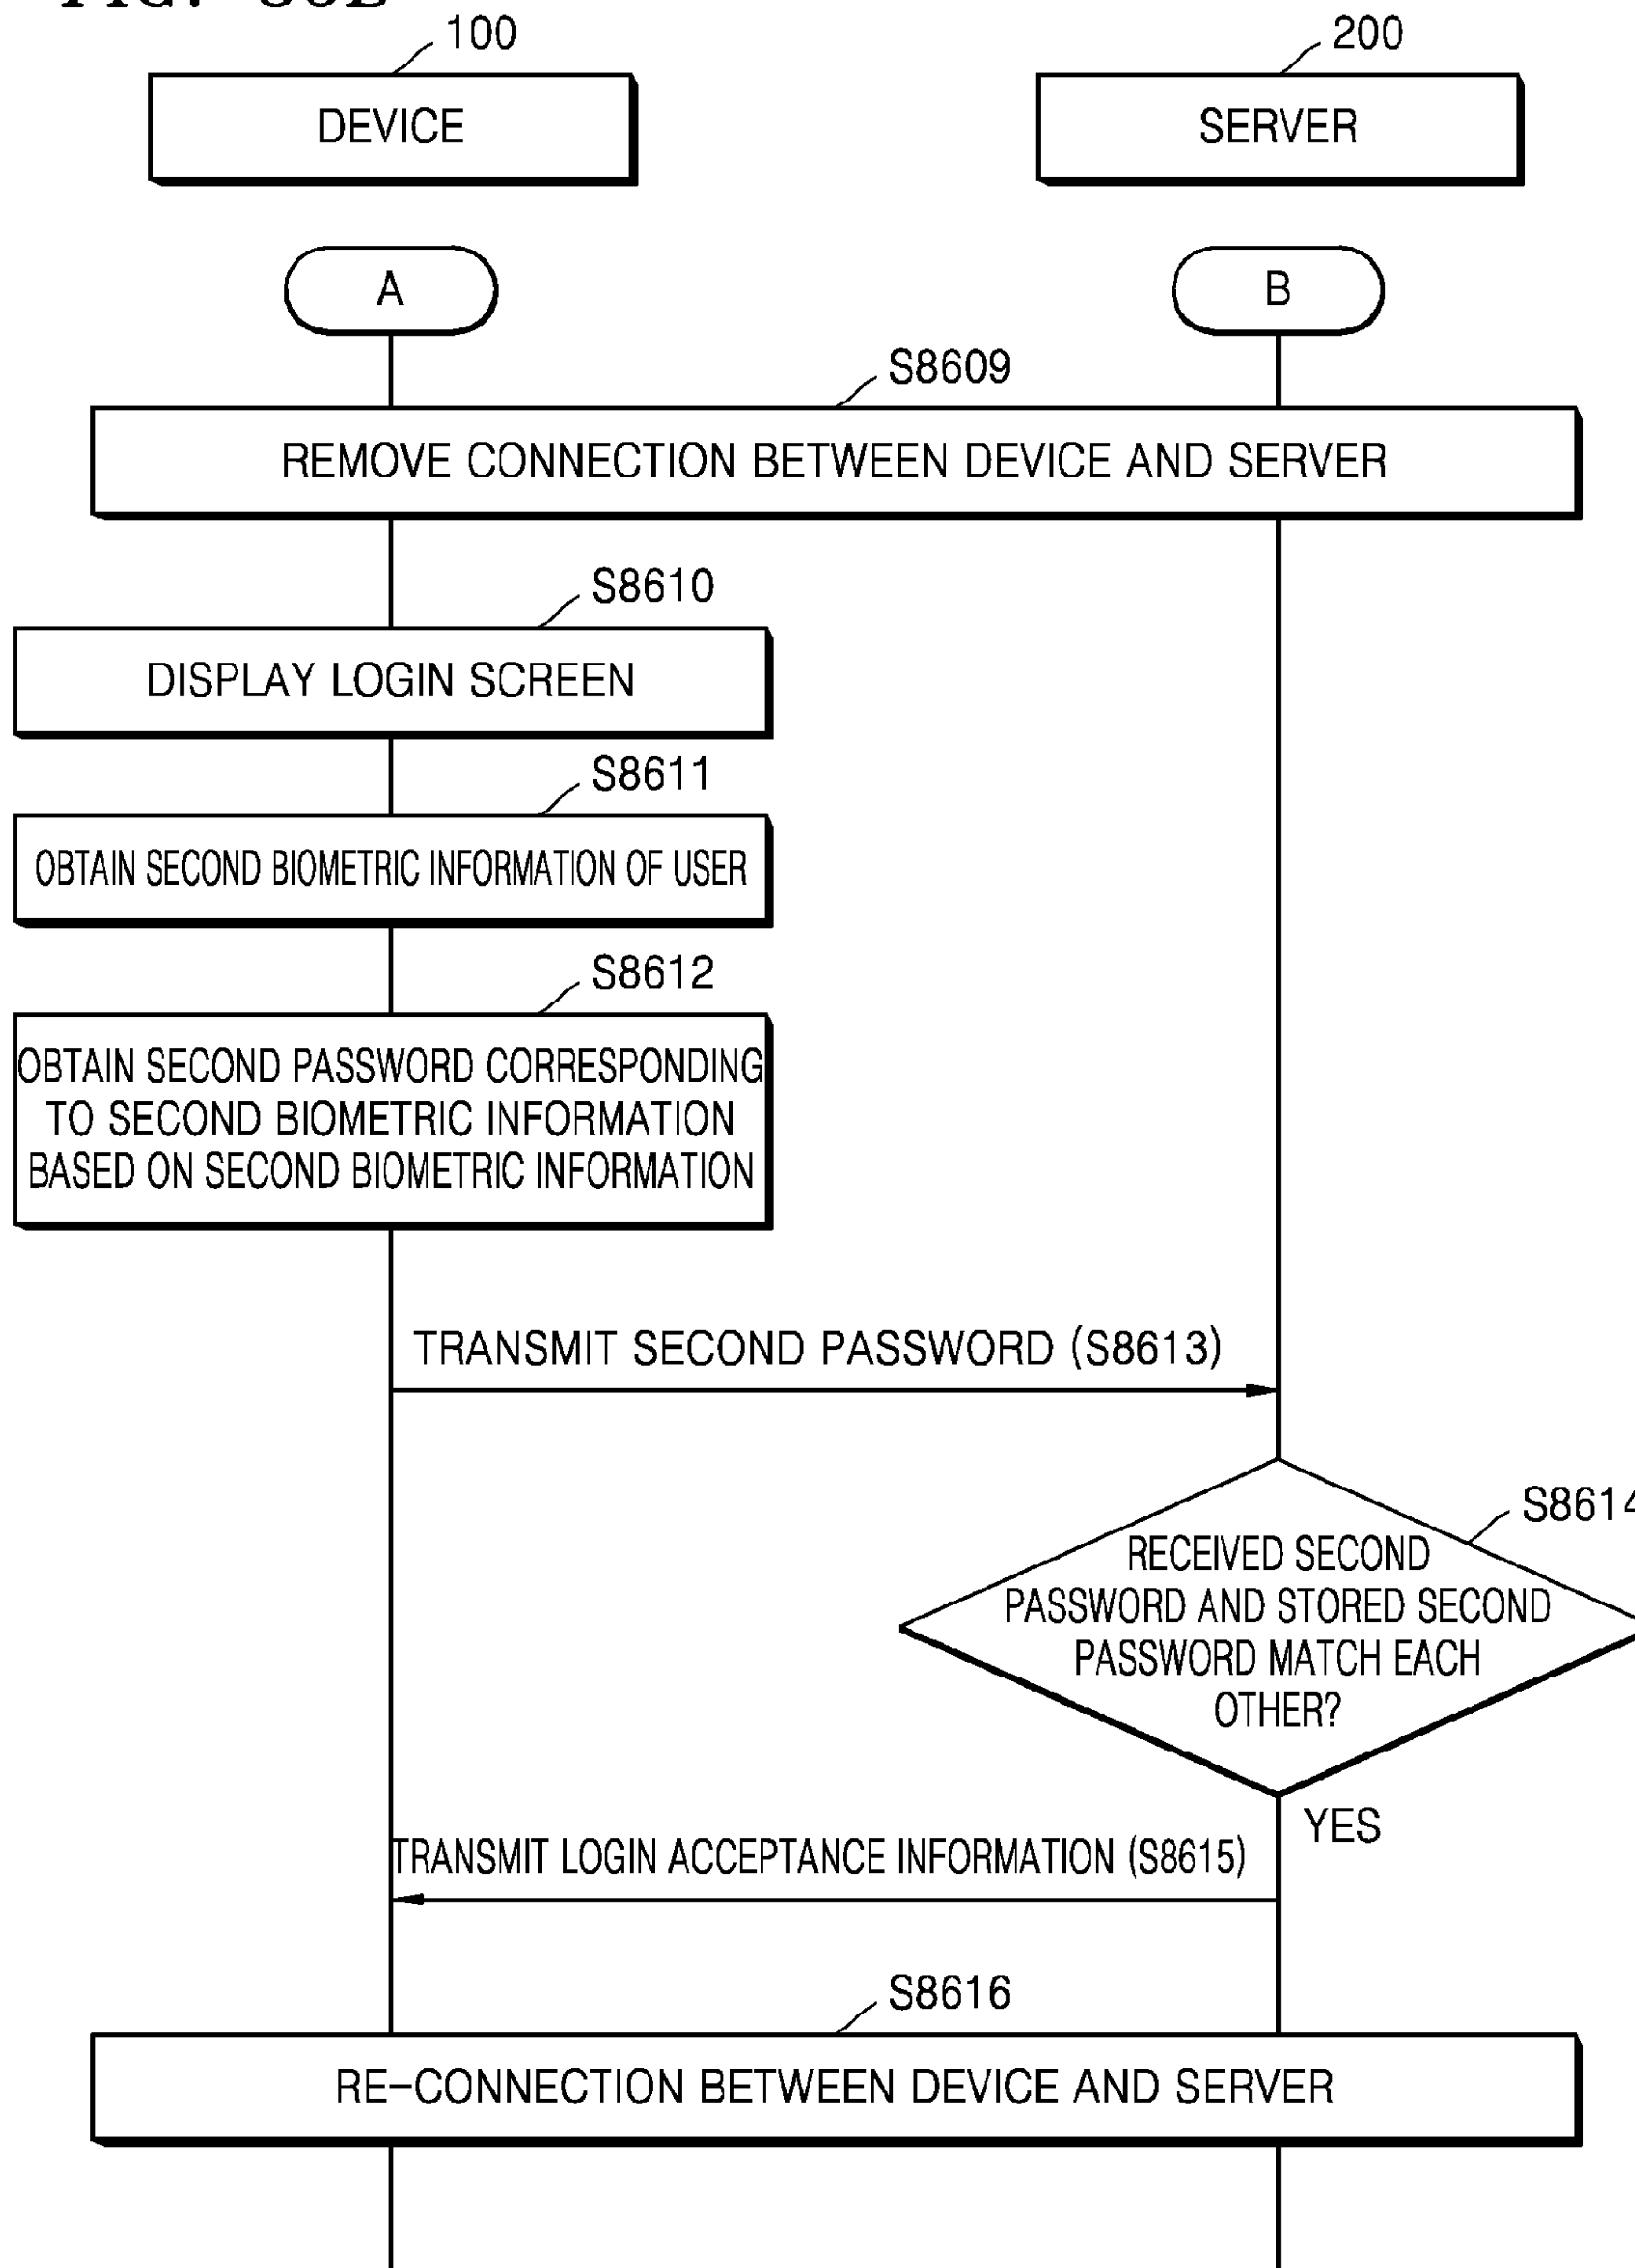 100
200
DEVICE
SERVER
A
B
S8609
REMOVE CONNECTION BETWEEN DEVICE AND SERVER
S8610
DISPLAY LOGIN SCREEN
S8611
OBTAIN SECOND BIOMETRIC INFORMATION OF USER
S8612
OBTAIN SECOND PASSWORD CORRESPONDING
TO SECOND BIOMETRIC INFORMATION
BASED ON SECOND BIOMETRIC INFORMATION
TRANSMIT SECOND PASSWORD (S8613)
S8614
RECEIVED SECOND
PASSWORD AND STORED SECOND
PASSWORD MATCH EACH
OTHER?
YES
TRANSMIT LOGIN ACCEPTANCE INFORMATION (S8615)
S8616
RE-CONNECTION BETWEEN DEVICE AND SERVER